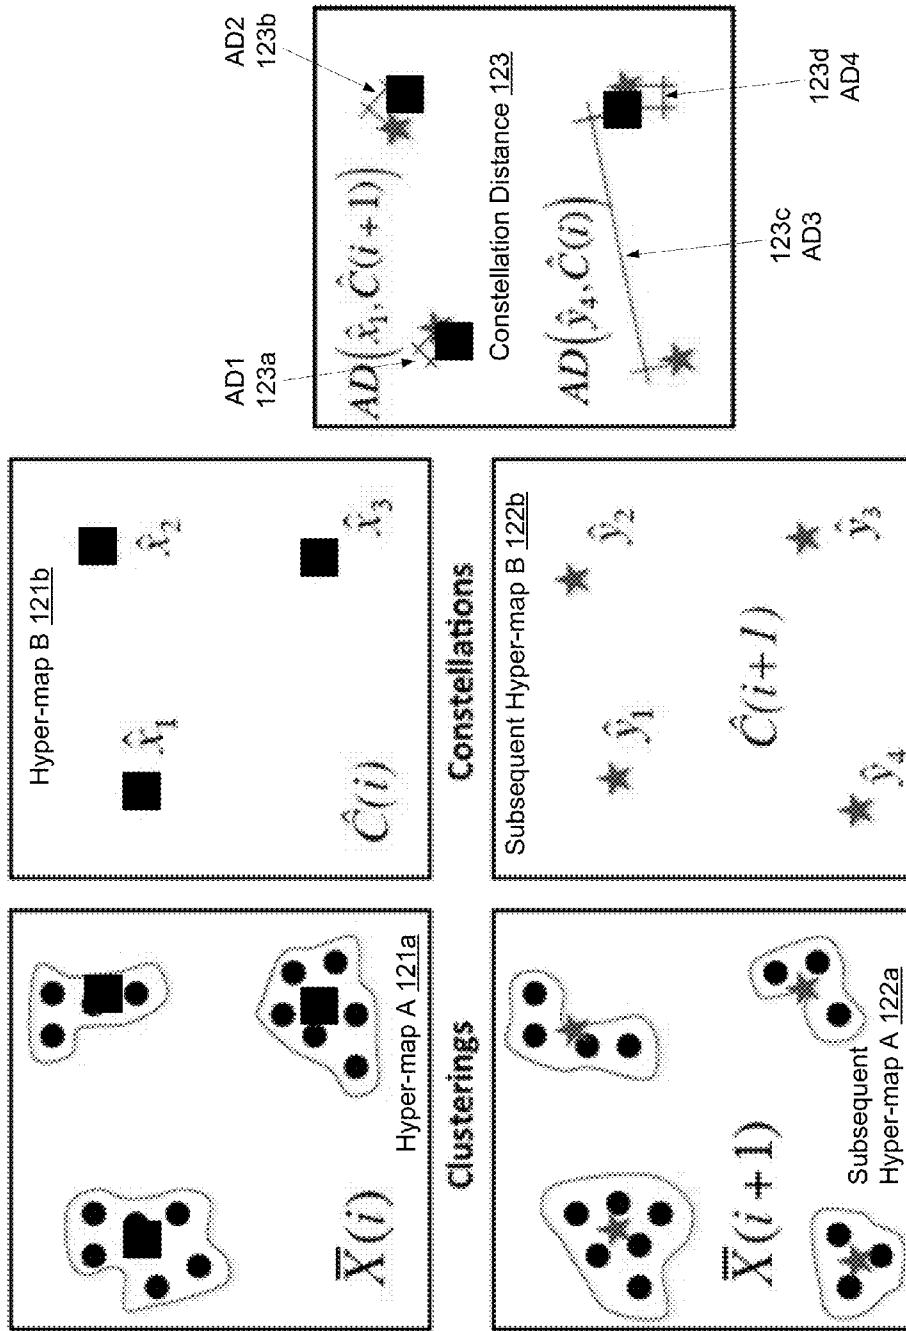 X̿(i)
Hyper-map A 121a
Clusterings
X̿(i + 1)
Subsequent
Hyper-map A 122a
Hyper-map B 121b
x̂1
x̂2
x̂3
Ĉ(i)
Constellations
Subsequent Hyper-map B 122b
ŷ1
ŷ2
Ĉ(i+1)
ŷ3
ŷ4
AD1
123a
AD2
123b
AD(x̂1,Ĉ(i + 1))
Constellation Distance 123
AD(ŷ4,Ĉ(i))
123c
AD3
123d
AD4